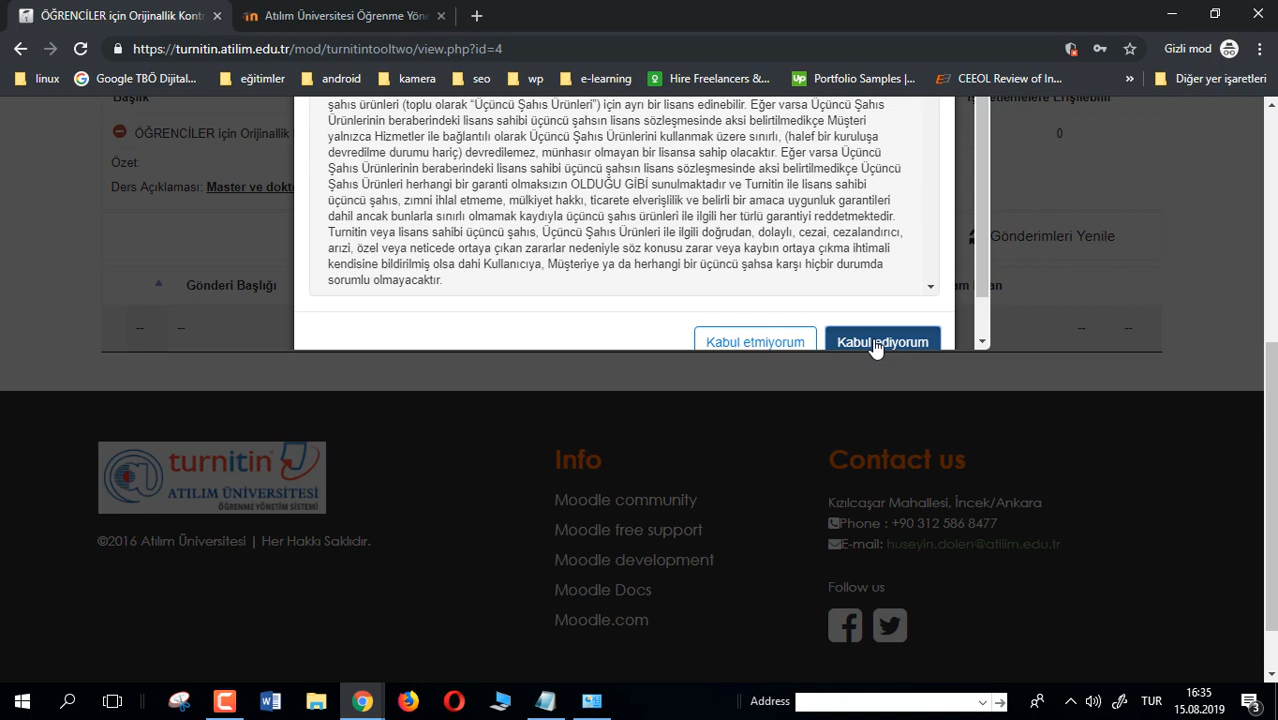 ÖĞRENCİLER için Orijinallik Kontr
Atılım Üniversitesi Öğrenme Yöne
https://turnitin.atilim.edu.tr/mod/turnitintooltwo/view.php?id=4
Gizli mod
linux
Google TBÖ Dijital...
eğitimler
android
kamera
seo
wp
e-learning
Hire Freelancers &...
Portfolio Samples |...
CEEOL Review of In...
»
Diğer yer işaretleri
Başlık
ÖĞRENCİLER için Orijinallik
0
Özet:
Ders Açıklaması: Master ve dokto
şahıs ürünleri (toplu olarak “Üçüncü Şahıs Ürünleri”) için ayrı bir lisans edinebilir. Eğer varsa Üçüncü Şahıs
Ürünlerinin beraberindeki lisans sahibi üçüncü şahsın lisans sözleşmesinde aksi belirtilmedikçe Müşteri
yalnızca Hizmetler ile bağlantılı olarak Üçüncü Şahıs Ürünlerini kullanmak üzere sınırlı, (halef bir kuruluşa
devredilme durumu hariç) devredilemez, münhasır olmayan bir lisansa sahip olacaktır. Eğer varsa Üçüncü
Şahıs Ürünlerinin beraberindeki lisans sahibi üçüncü şahsın lisans sözleşmesinde aksi belirtilmedikçe Üçüncü
Şahıs Ürünleri herhangi bir garanti olmaksızın OLDUĞU GİBİ sunulmaktadır ve Turnitin ile lisans sahibi
üçüncü şahıs, zımni ihlal etmeme, mülkiyet hakkı, ticarete elverişlilik ve belirli bir amaca uygunluk garantileri
dahil ancak bunlarla sınırlı olmamak kaydıyla üçüncü şahıs ürünleri ile ilgili her türlü garantiyi reddetmektedir.
Turnitin veya lisans sahibi üçüncü şahıs, Üçüncü Şahıs Ürünleri ile ilgili doğrudan, dolaylı, cezai, cezalandırıcı,
arızi, özel veya neticede ortaya çıkan zararlar nedeniyle söz konusu zarar veya kaybın ortaya çıkma ihtimali
kendisine bildirilmiş olsa dahi Kullanıcıya, Müşteriye ya da herhangi bir üçüncü şahsa karşı hiçbir durumda
sorumlu olmayacaktır.
Gönderimleri Yenile
Gönderi Başlığı
-- --
-- --
Kabul etmiyorum
Kabul ediyorum
turnitin
ATILIM ÜNİVERSİTESİ
ÖĞRENME YÖNETİM SİSTEMİ
©2016 Atılım Üniversitesi | Her Hakkı Saklıdır.
Info
Moodle community
Moodle free support
Moodle development
Moodle Docs
Moodle.com
Contact us
Kızılcaşar Mahallesi, İncek/Ankara
Phone : +90 312 586 8477
E-mail: huseyin.dolen@atilim.edu.tr
Follow us
Address
TUR
16:35
15.08.2019
3